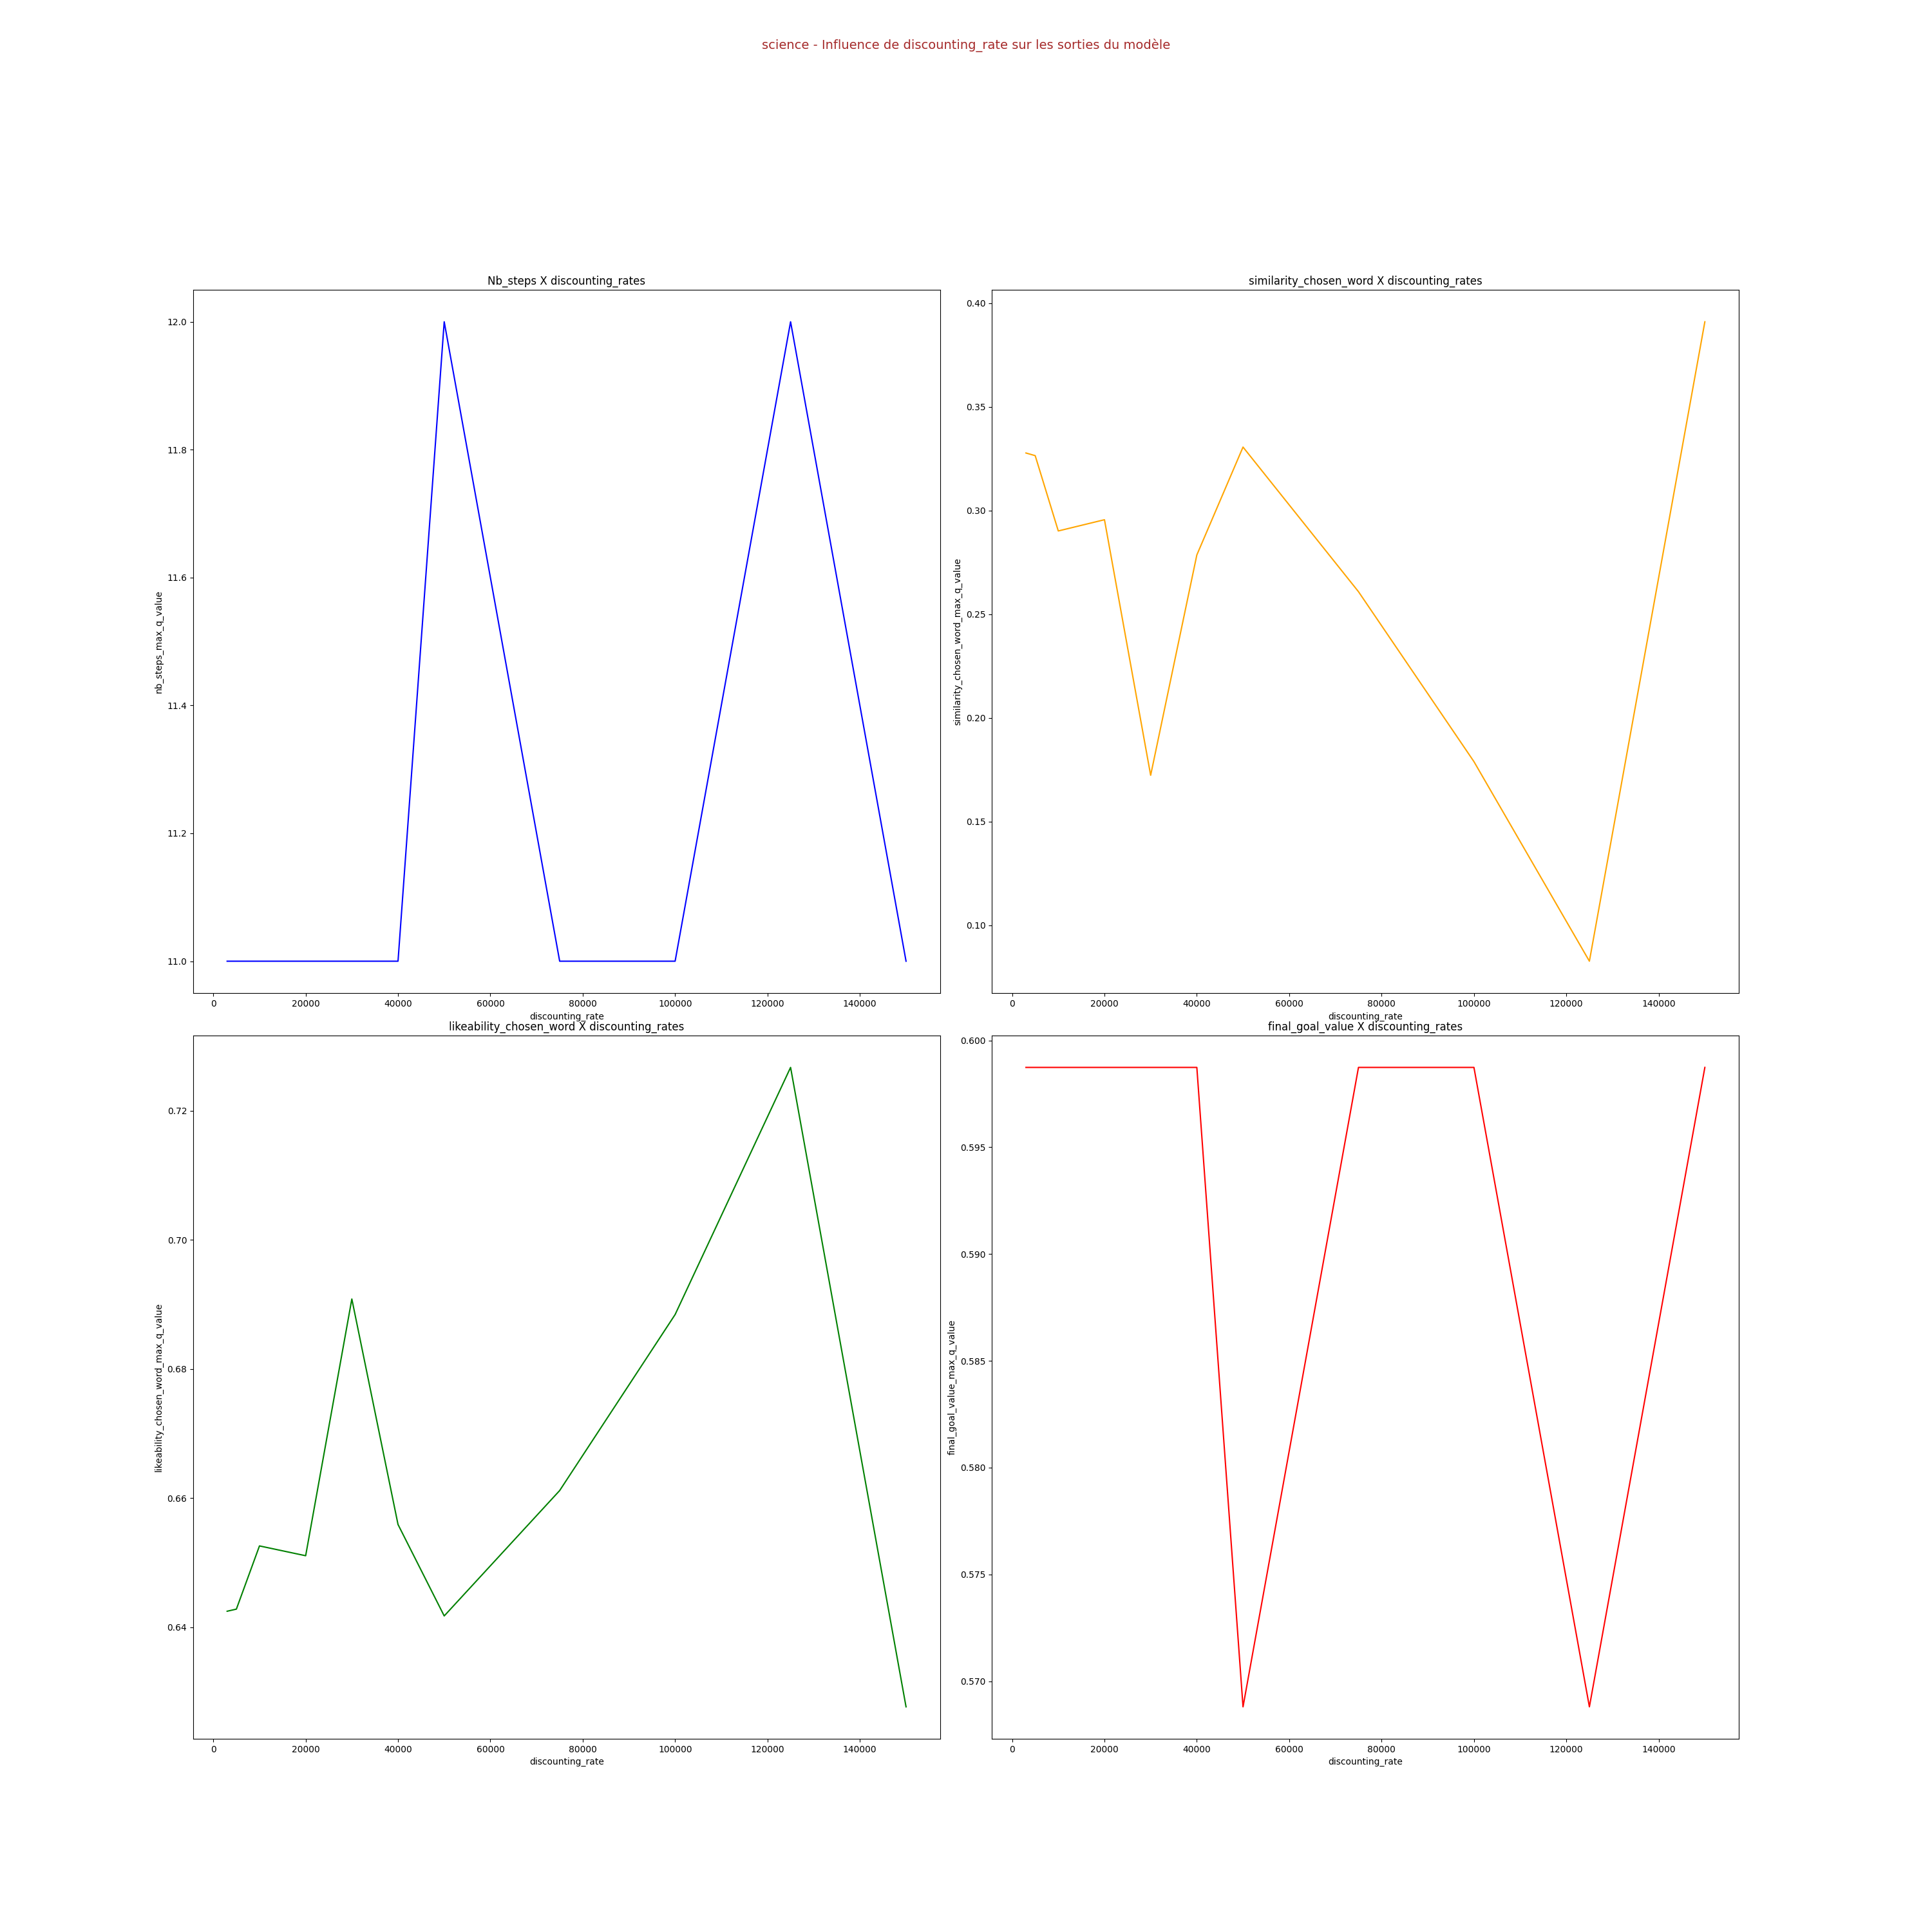 science - Influence de discounting_rate sur les sorties du modèle
Nb_steps X discounting_rates
nb_steps_max_q_value
12.0
11.8
11.6
11.4
11.2
11.0
0 20000 40000 60000 80000 100000 120000 140000
discounting_rate
similarity_chosen_word X discounting_rates
similarity_chosen_word_max_q_value
0.40
0.35
0.30
0.25
0.20
0.15
0.10
0 20000 40000 60000 80000 100000 120000 140000
discounting_rate
likeability_chosen_word X discounting_rates
likeability_chosen_word_max_q_value
0.72
0.70
0.68
0.66
0.64
0 20000 40000 60000 80000 100000 120000 140000
discounting_rate
final_goal_value X discounting_rates
final_goal_value_max_q_value
0.600
0.595
0.590
0.585
0.580
0.575
0.570
0 20000 40000 60000 80000 100000 120000 140000
discounting_rate